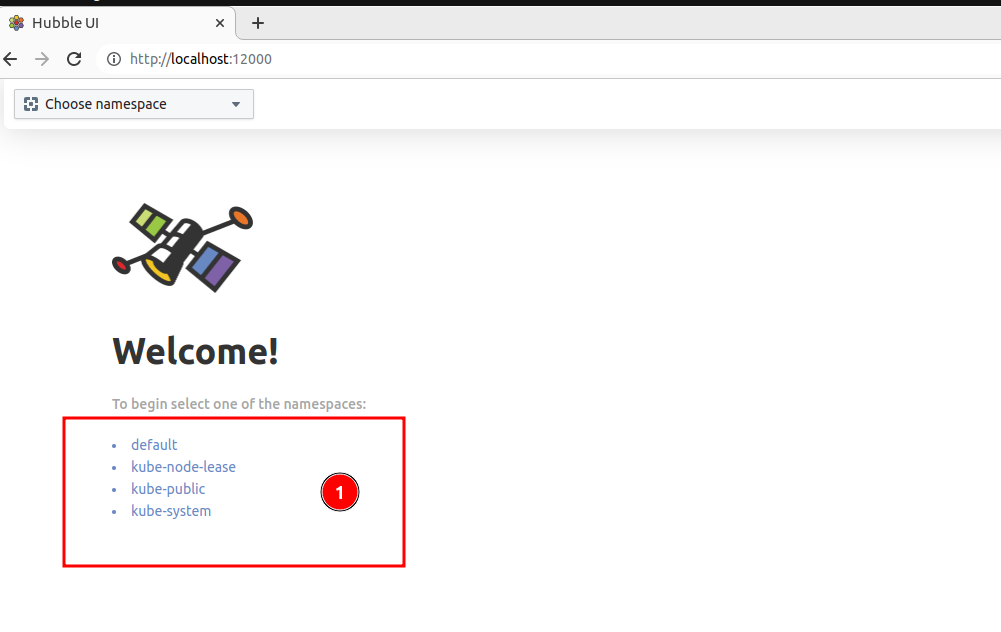 Hubble UI
http://localhost:12000
Choose namespace
Welcome!
To begin select one of the namespaces:
default
kube-node-lease
kube-public
kube-system
1